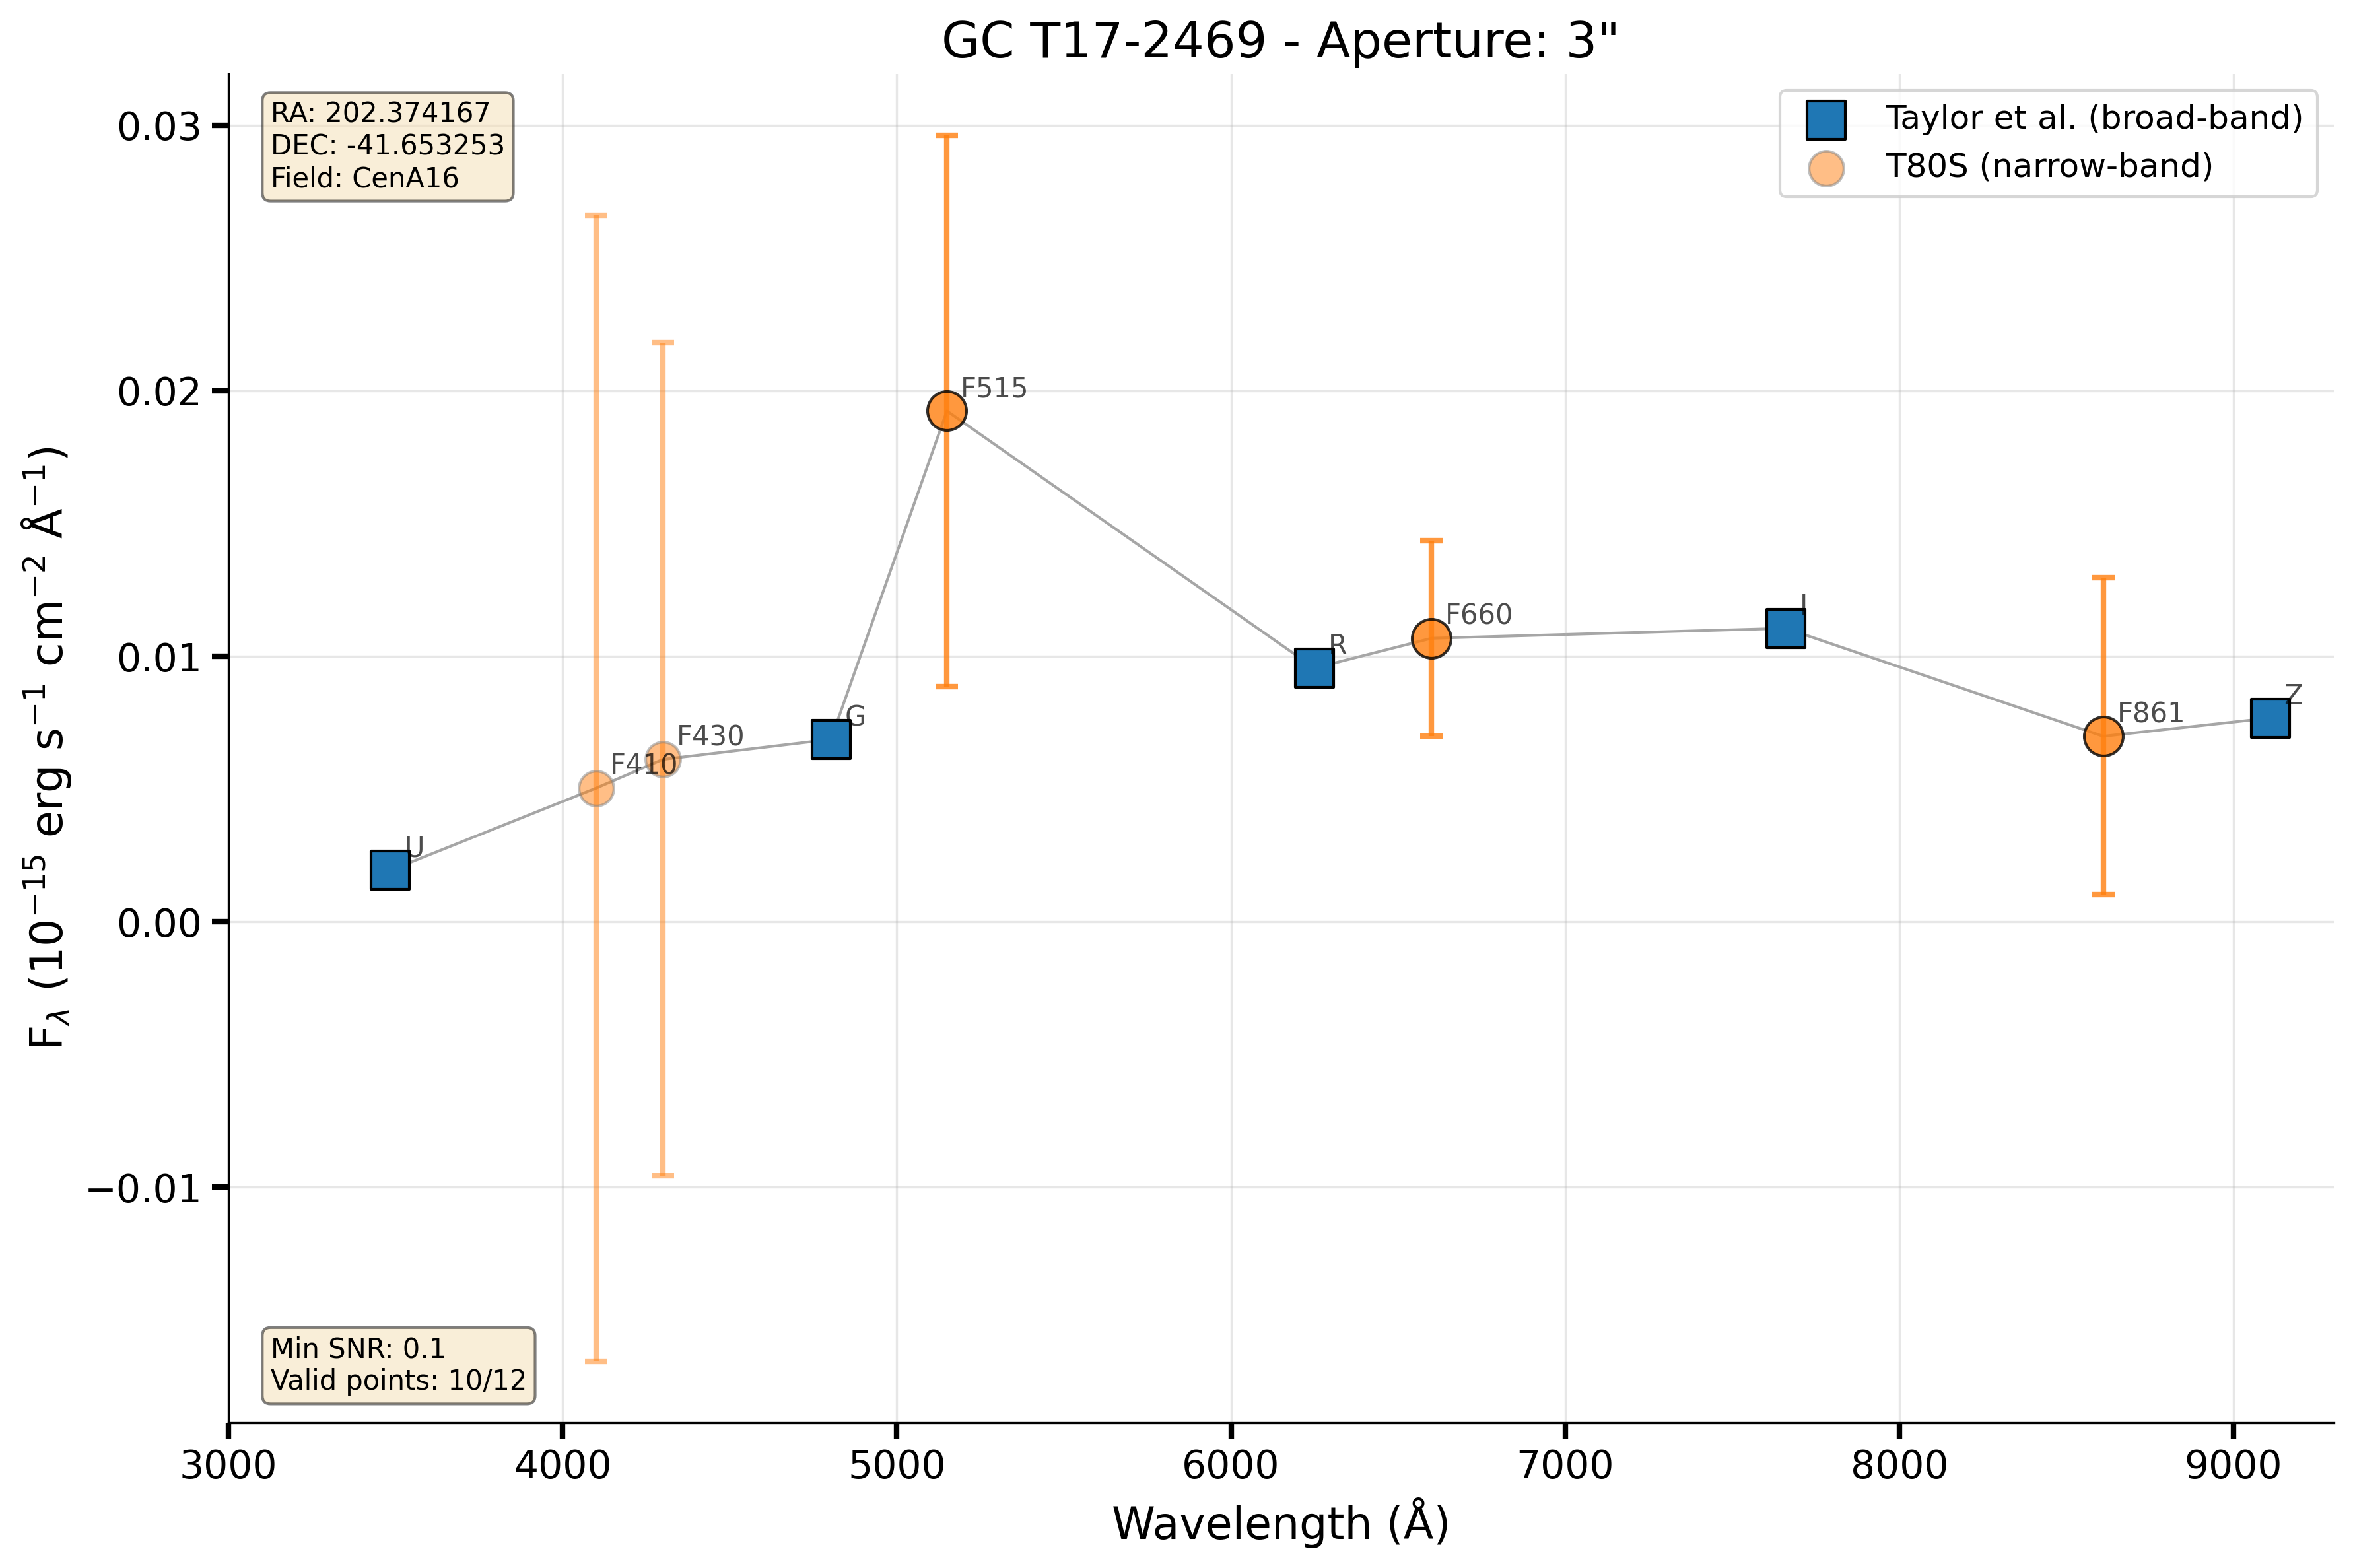 GC T17-2469 - Aperture: 3"
RA: 202.374167
DEC: -41.653253
Field: CenA16
Taylor et al. (broad-band)
T80S (narrow-band)
0.03
0.02
0.01
0.00
−0.01
F515
R
F660
I
G
F430
F410
F861
Z
U
Fλ (10⁻¹⁵ erg s⁻¹ cm⁻² Å⁻¹)
Min SNR: 0.1
Valid points: 10/12
3000 4000 5000 6000 7000 8000 9000
Wavelength (Å)